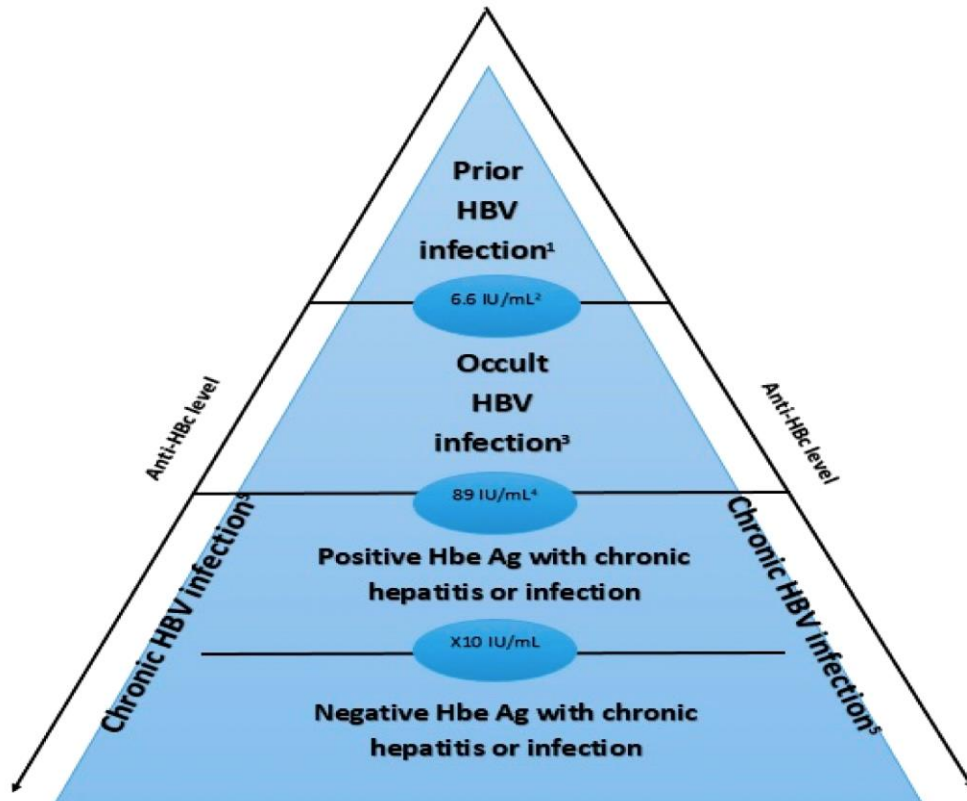 Prior
HBV
infection¹
6.6 IU/mL²
Occult
HBV
infection³
Anti-HBc level
Anti-HBc level
89 IU/mL⁴
Chronic HBV infection⁵
Chronic HBV infection⁵
Positive Hbe Ag with chronic
hepatitis or infection
X10 IU/mL
Negative Hbe Ag with chronic
hepatitis or infection